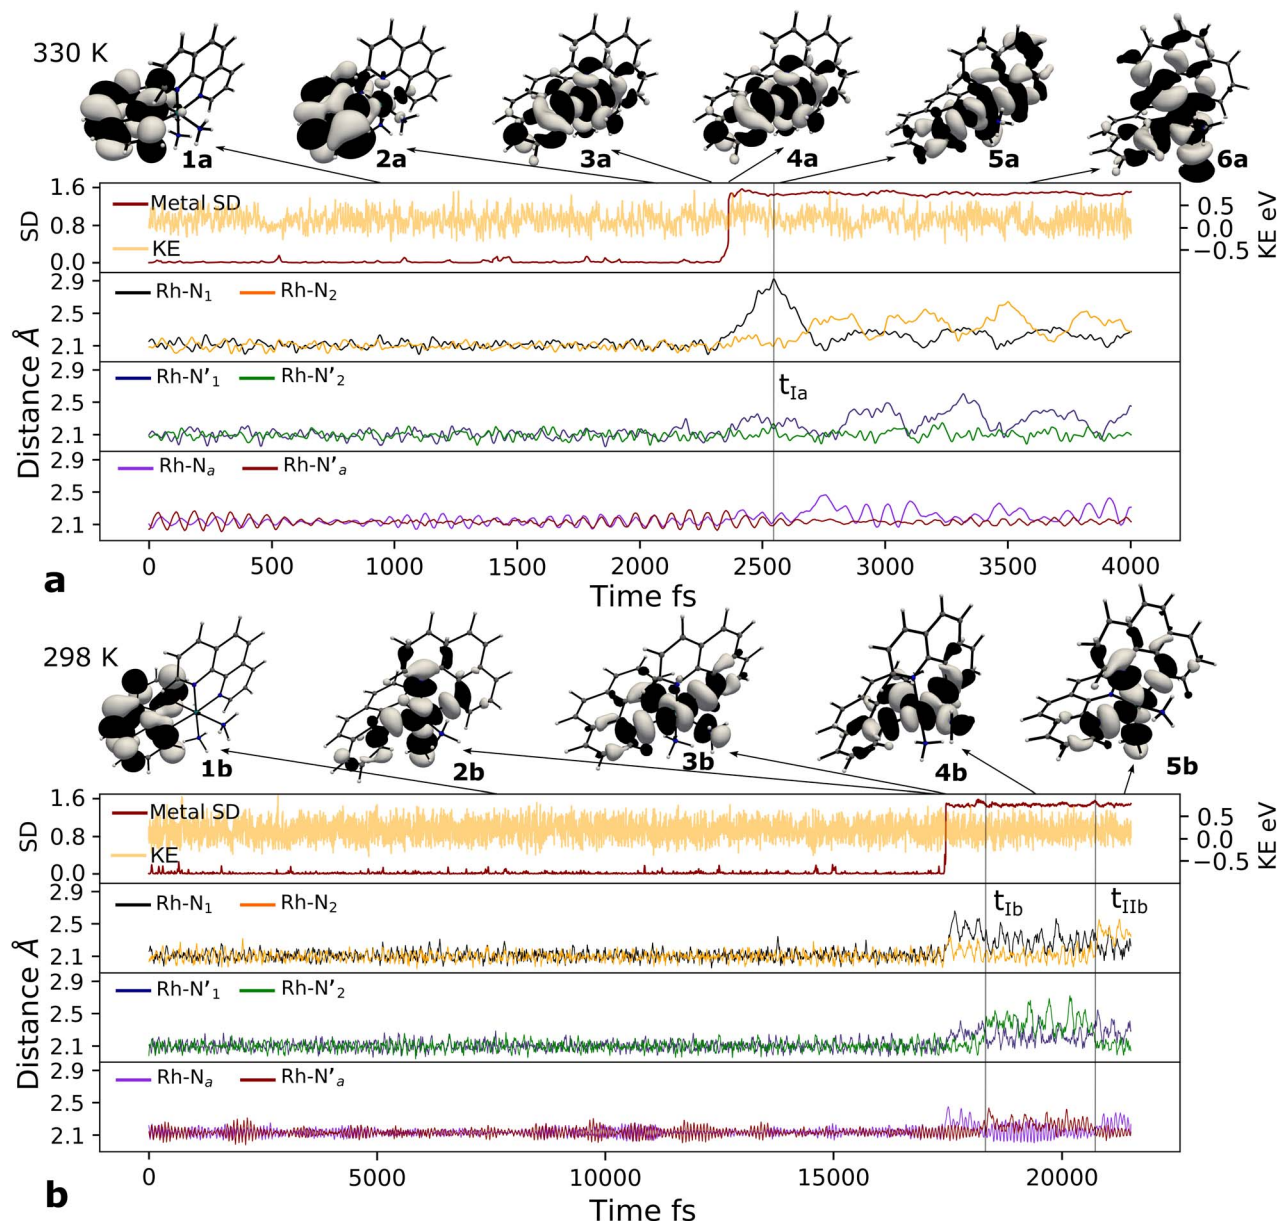 330 K
1a 2a 3a 4a 5a 6a
1.6
0.8
0.0
SD
Metal SD
KE
0.5
0.0
−0.5
KE eV
2.9
2.5
2.1
Rh-N₁ Rh-N₂
2.9
2.5
2.1
Rh-N'₁ Rh-N'₂
t_Ia
2.9
2.5
2.1
Rh-Nₐ Rh-N'ₐ
Distance Å
0 500 1000 1500 2000 2500 3000 3500 4000
Time fs
a
298 K
1b 2b 3b 4b 5b
1.6
0.8
0.0
SD
Metal SD
KE
0.5
0.0
−0.5
KE eV
2.9
2.5
2.1
Rh-N₁ Rh-N₂
t_Ib t_IIb
2.9
2.5
2.1
Rh-N'₁ Rh-N'₂
2.9
2.5
2.1
Rh-Nₐ Rh-N'ₐ
Distance Å
0 5000 10000 15000 20000
Time fs
b